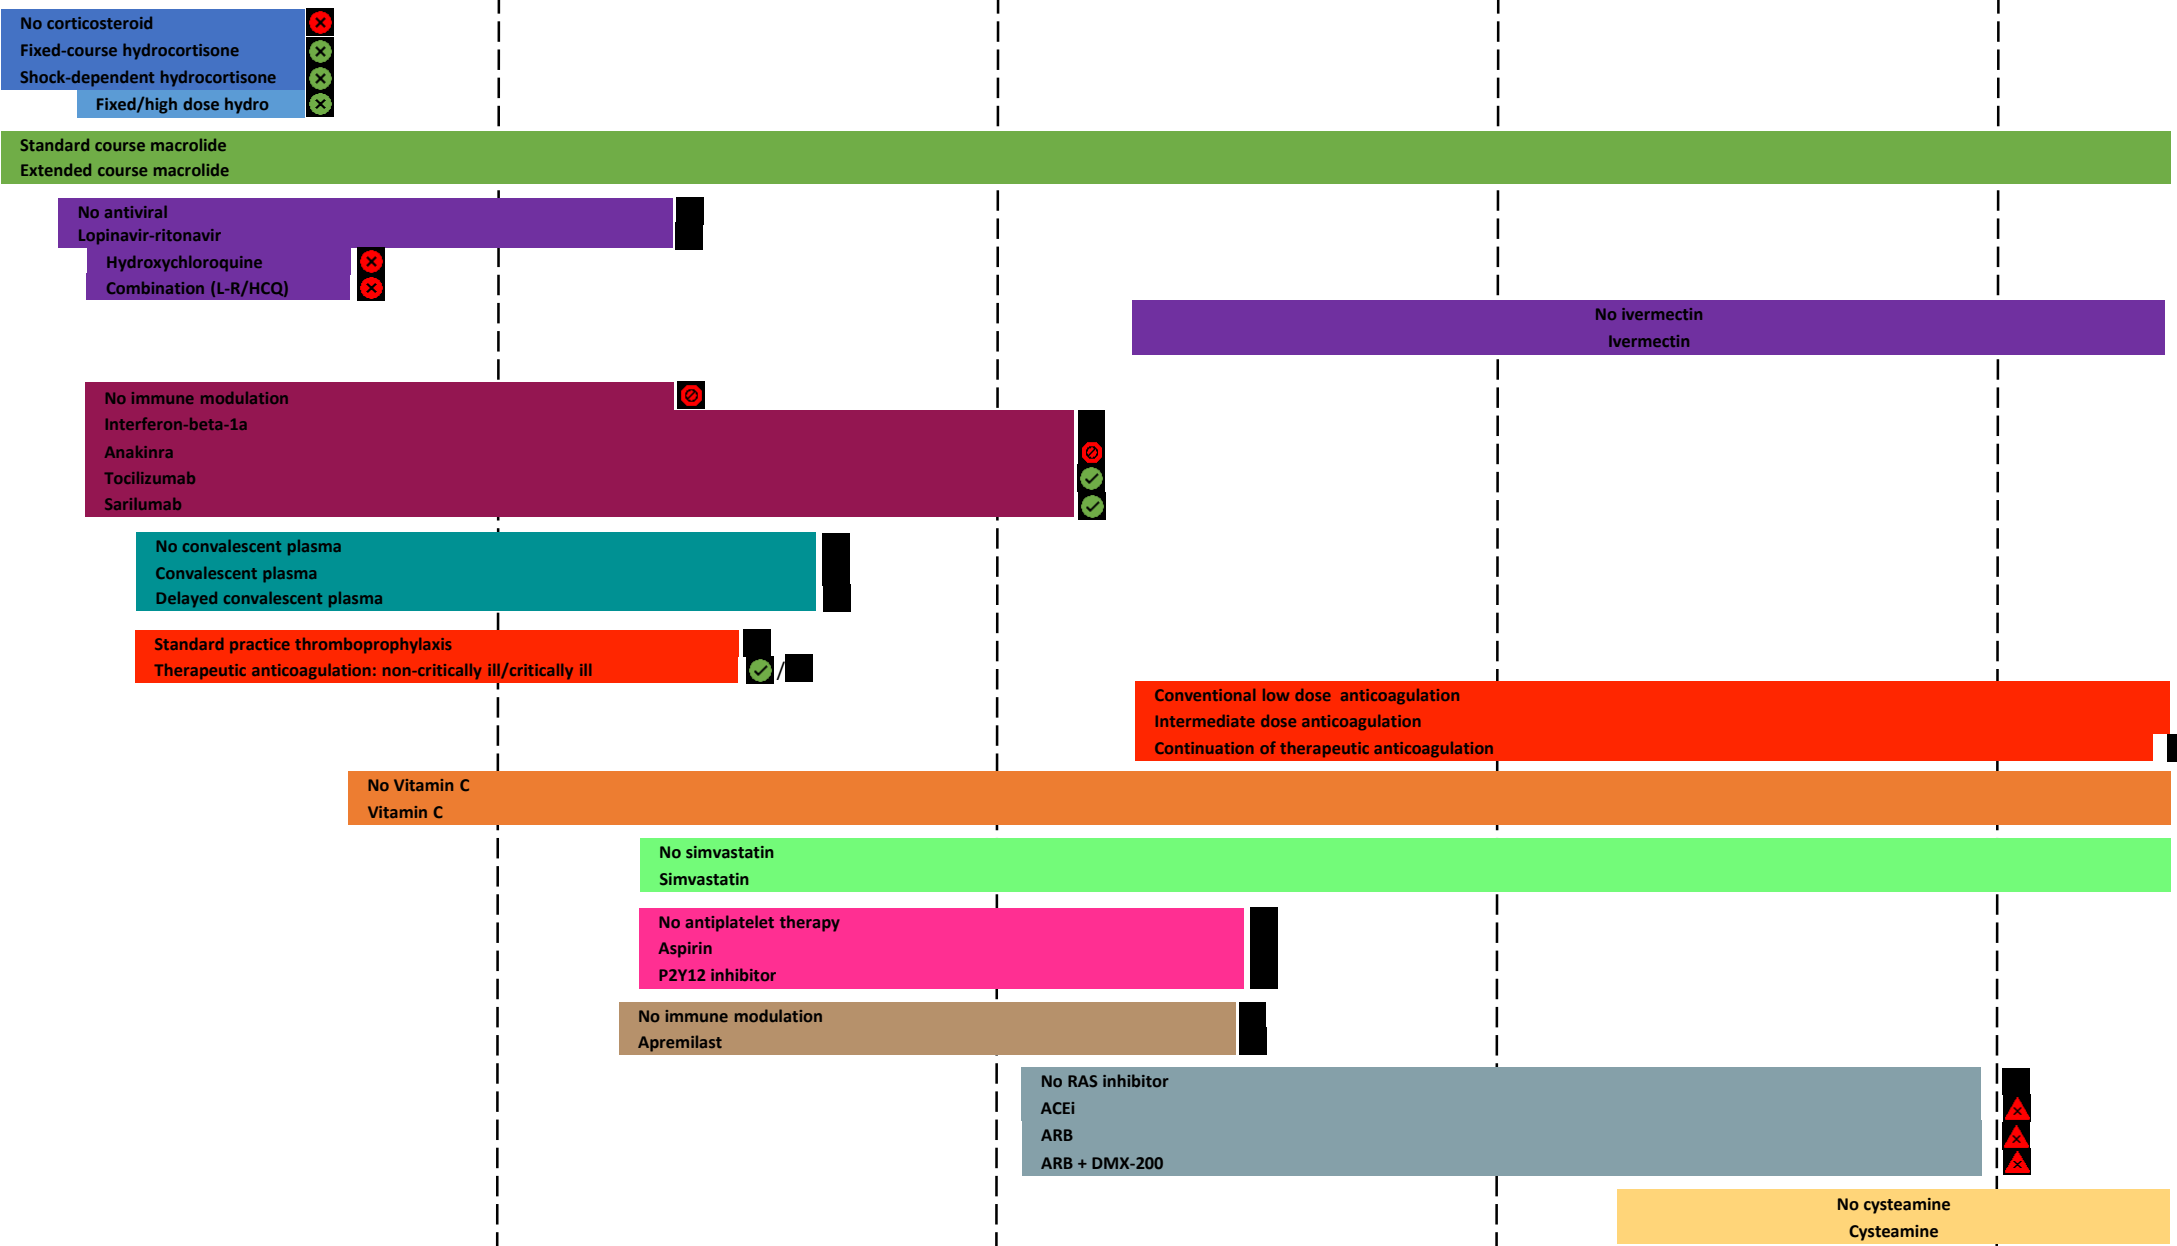 No corticosteroid
Fixed-course hydrocortisone
Shock-dependent hydrocortisone
Fixed/high dose hydro
Standard course macrolide
Extended course macrolide
No antiviral
Lopinavir-ritonavir
Hydroxychloroquine
Combination (L-R/HCQ)
No ivermectin
Ivermectin
No immune modulation
Interferon-beta-1a
Anakinra
Tocilizumab
Sarilumab
No convalescent plasma
Convalescent plasma
Delayed convalescent plasma
Standard practice thromboprophylaxis
Therapeutic anticoagulation: non-critically ill/critically ill /
Conventional low dose anticoagulation
Intermediate dose anticoagulation
Continuation of therapeutic anticoagulation
No Vitamin C
Vitamin C
No simvastatin
Simvastatin
No antiplatelet therapy
Aspirin
P2Y12 inhibitor
No immune modulation
Apremilast
No RAS inhibitor
ACEi
ARB
ARB + DMX-200
No cysteamine
Cysteamine